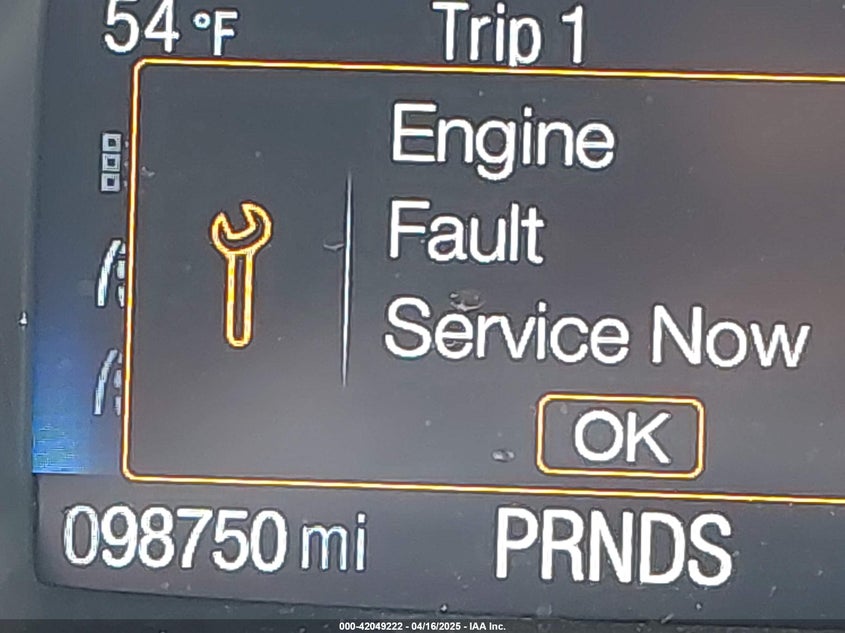 54 °F Trip 1
Engine
Fault
Service Now
OK
098750 mi PRNDS
000-42049222 - 04/16/2025 - IAA Inc.